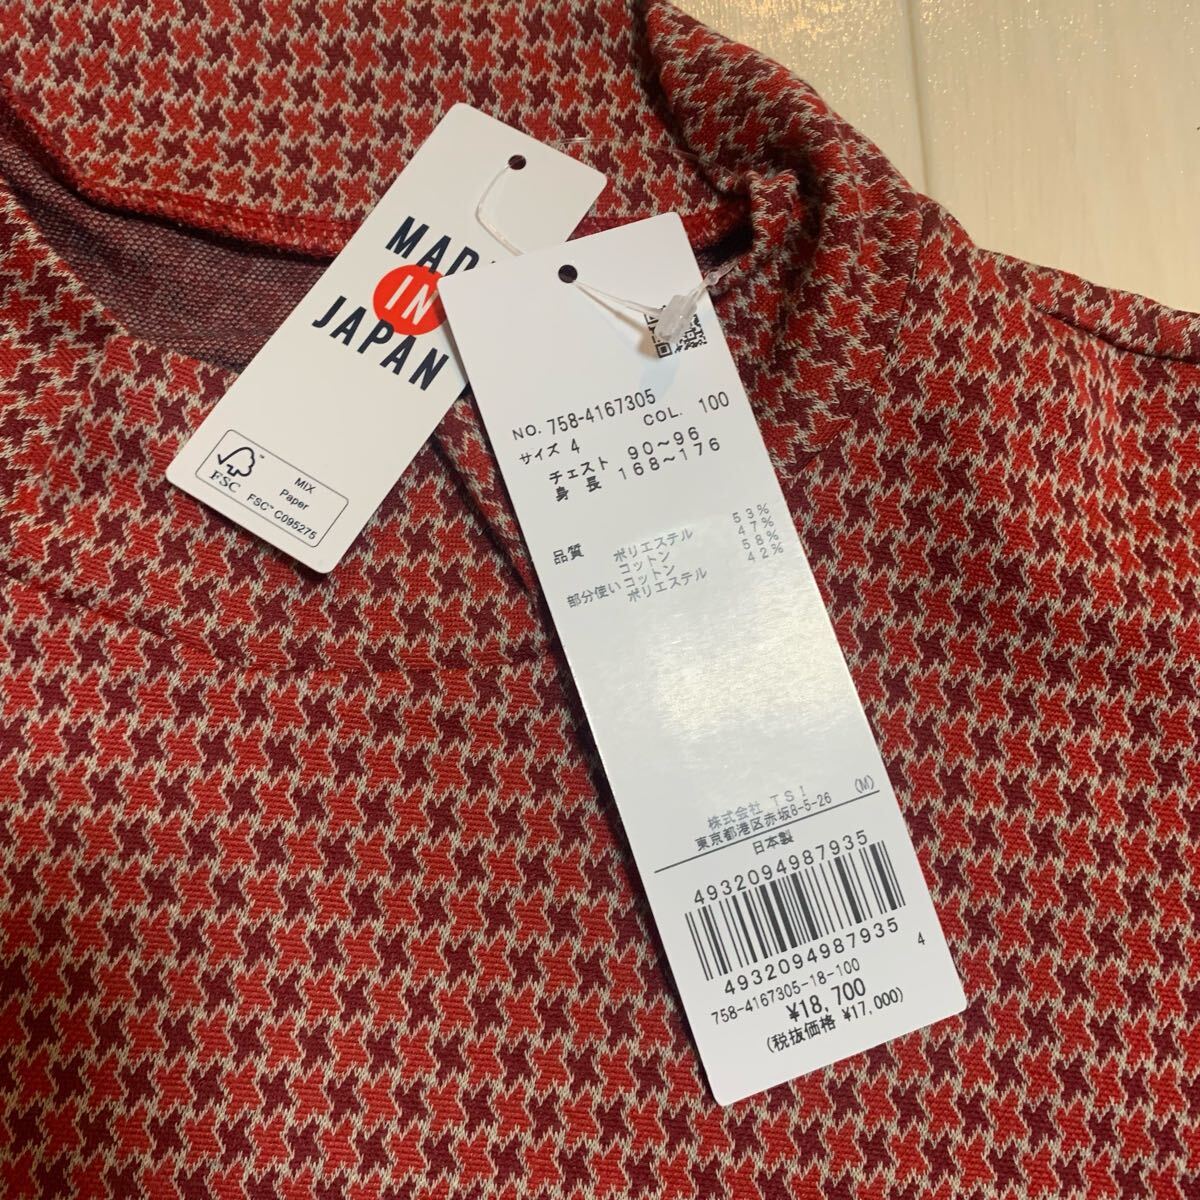 MAD
IN
JAPAN
FSC™
MIX
Paper
FSC™ C095275
NO. 758-4167305
COL. 100
サイズ 4
チェスト 90~96
身長 168~176
品質 ポリエステル 53%
コットン 47%
部分使い コットン 58%
ポリエステル 42%
株式会社 TSI
東京都港区赤坂8-5-26 (M)
日本製
4932094987935
4932094987935
4
758-4167305-18-100
¥18,700
(税抜価格 ¥17,000)